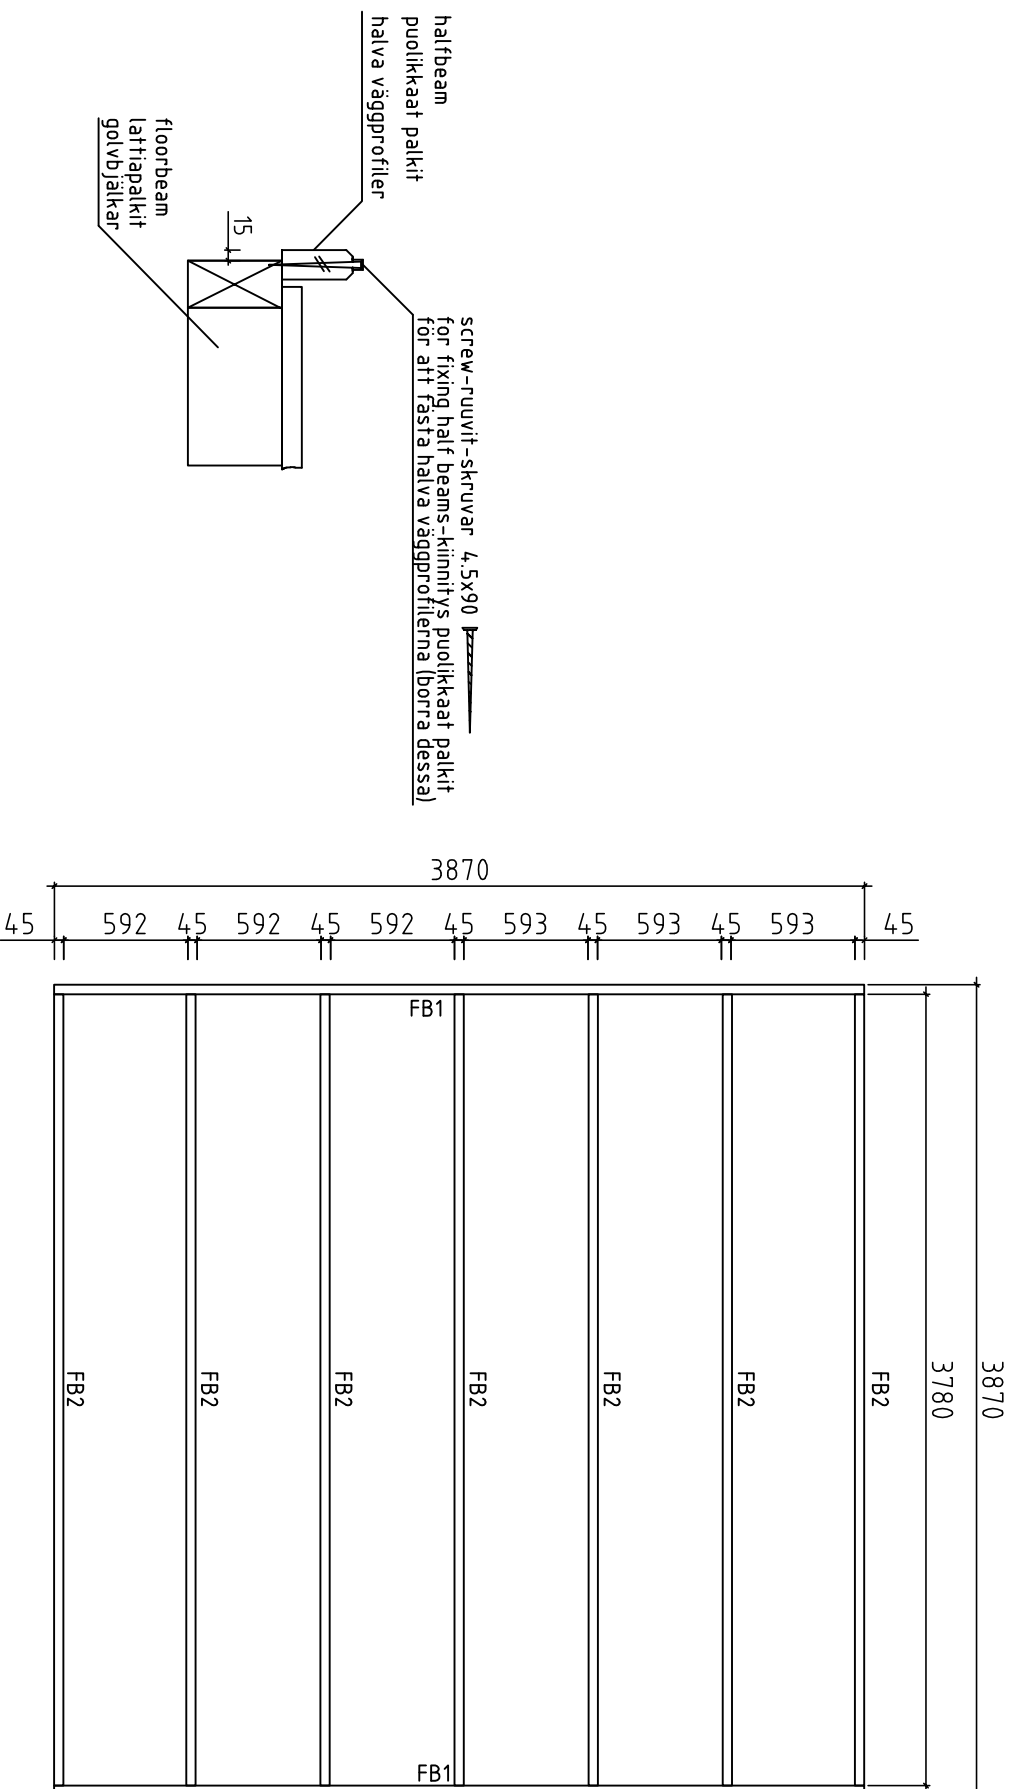 halfbeam
puolikkaat palkit
halva väggprofiler
floorbeam
lattiapalkit
golvbjälkar
15
screw-ruuvit-skruvar 4.5x90
for fixing half beams-kiinnitys puolikkaat palkit
för att fästa halva väggprofilerna (borra dessa)
3870
45 592 45 592 45 592 45 593 45 593 45 593 45
3870
3780
FB1
FB2
FB2
FB2
FB2
FB2
FB2
FB2
FB1